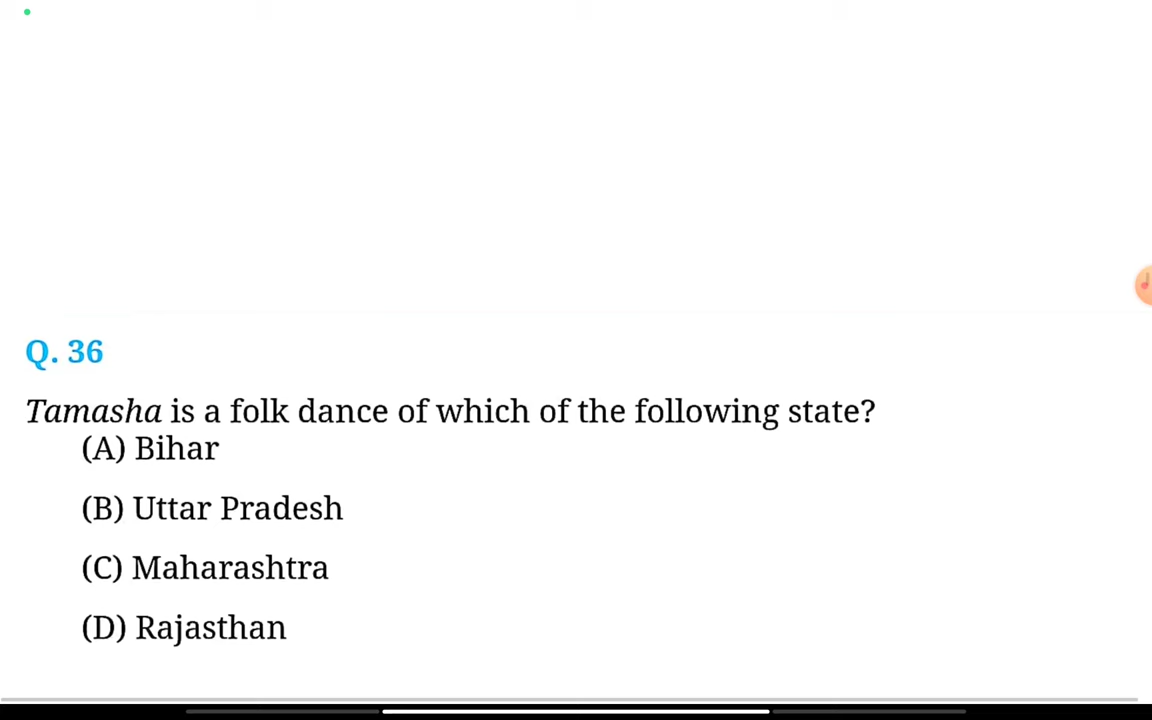 Q. 36
Tamasha is a folk dance of which of the following state?
(A) Bihar
(B) Uttar Pradesh
(C) Maharashtra
(D) Rajasthan